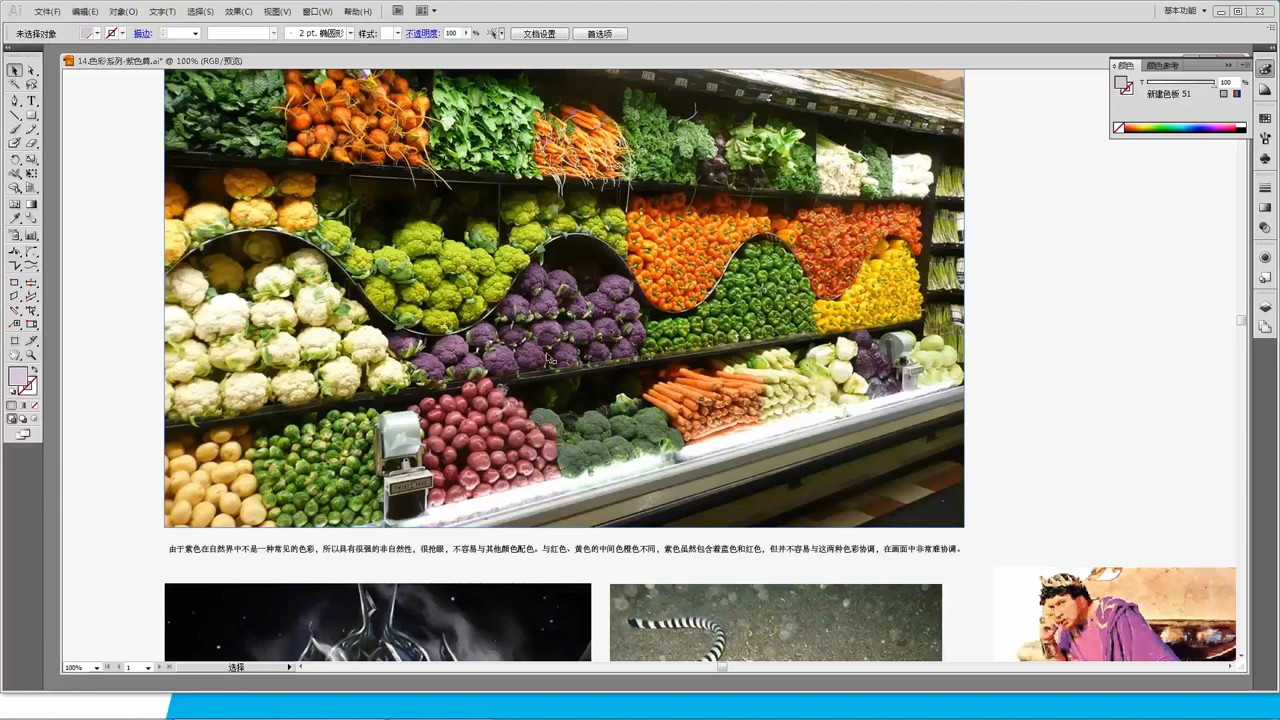 Ai 文件(F) 编辑(E) 对象(O) 文字(T) 选择(S) 效果(C) 视图(V) 窗口(W) 帮助(H) Br 基本功能
未选择对象 描边: 2 pt. 椭圆形 样式: 不透明度: 100 % 文档设置 首选项
14.色彩系列-紫色篇.ai* @ 100% (RGB/预览)
颜色 颜色参考
T 100 %
新建色板 51
由于紫色在自然界中不是一种常见的色彩，所以具有很强的非自然性，很抢眼，不容易与其他颜色配色。与红色、黄色的中间色橙色不同，紫色虽然包含着蓝色和红色，但并不容易与这两种色彩协调，在画面中非常难协调。
100% 1 选择